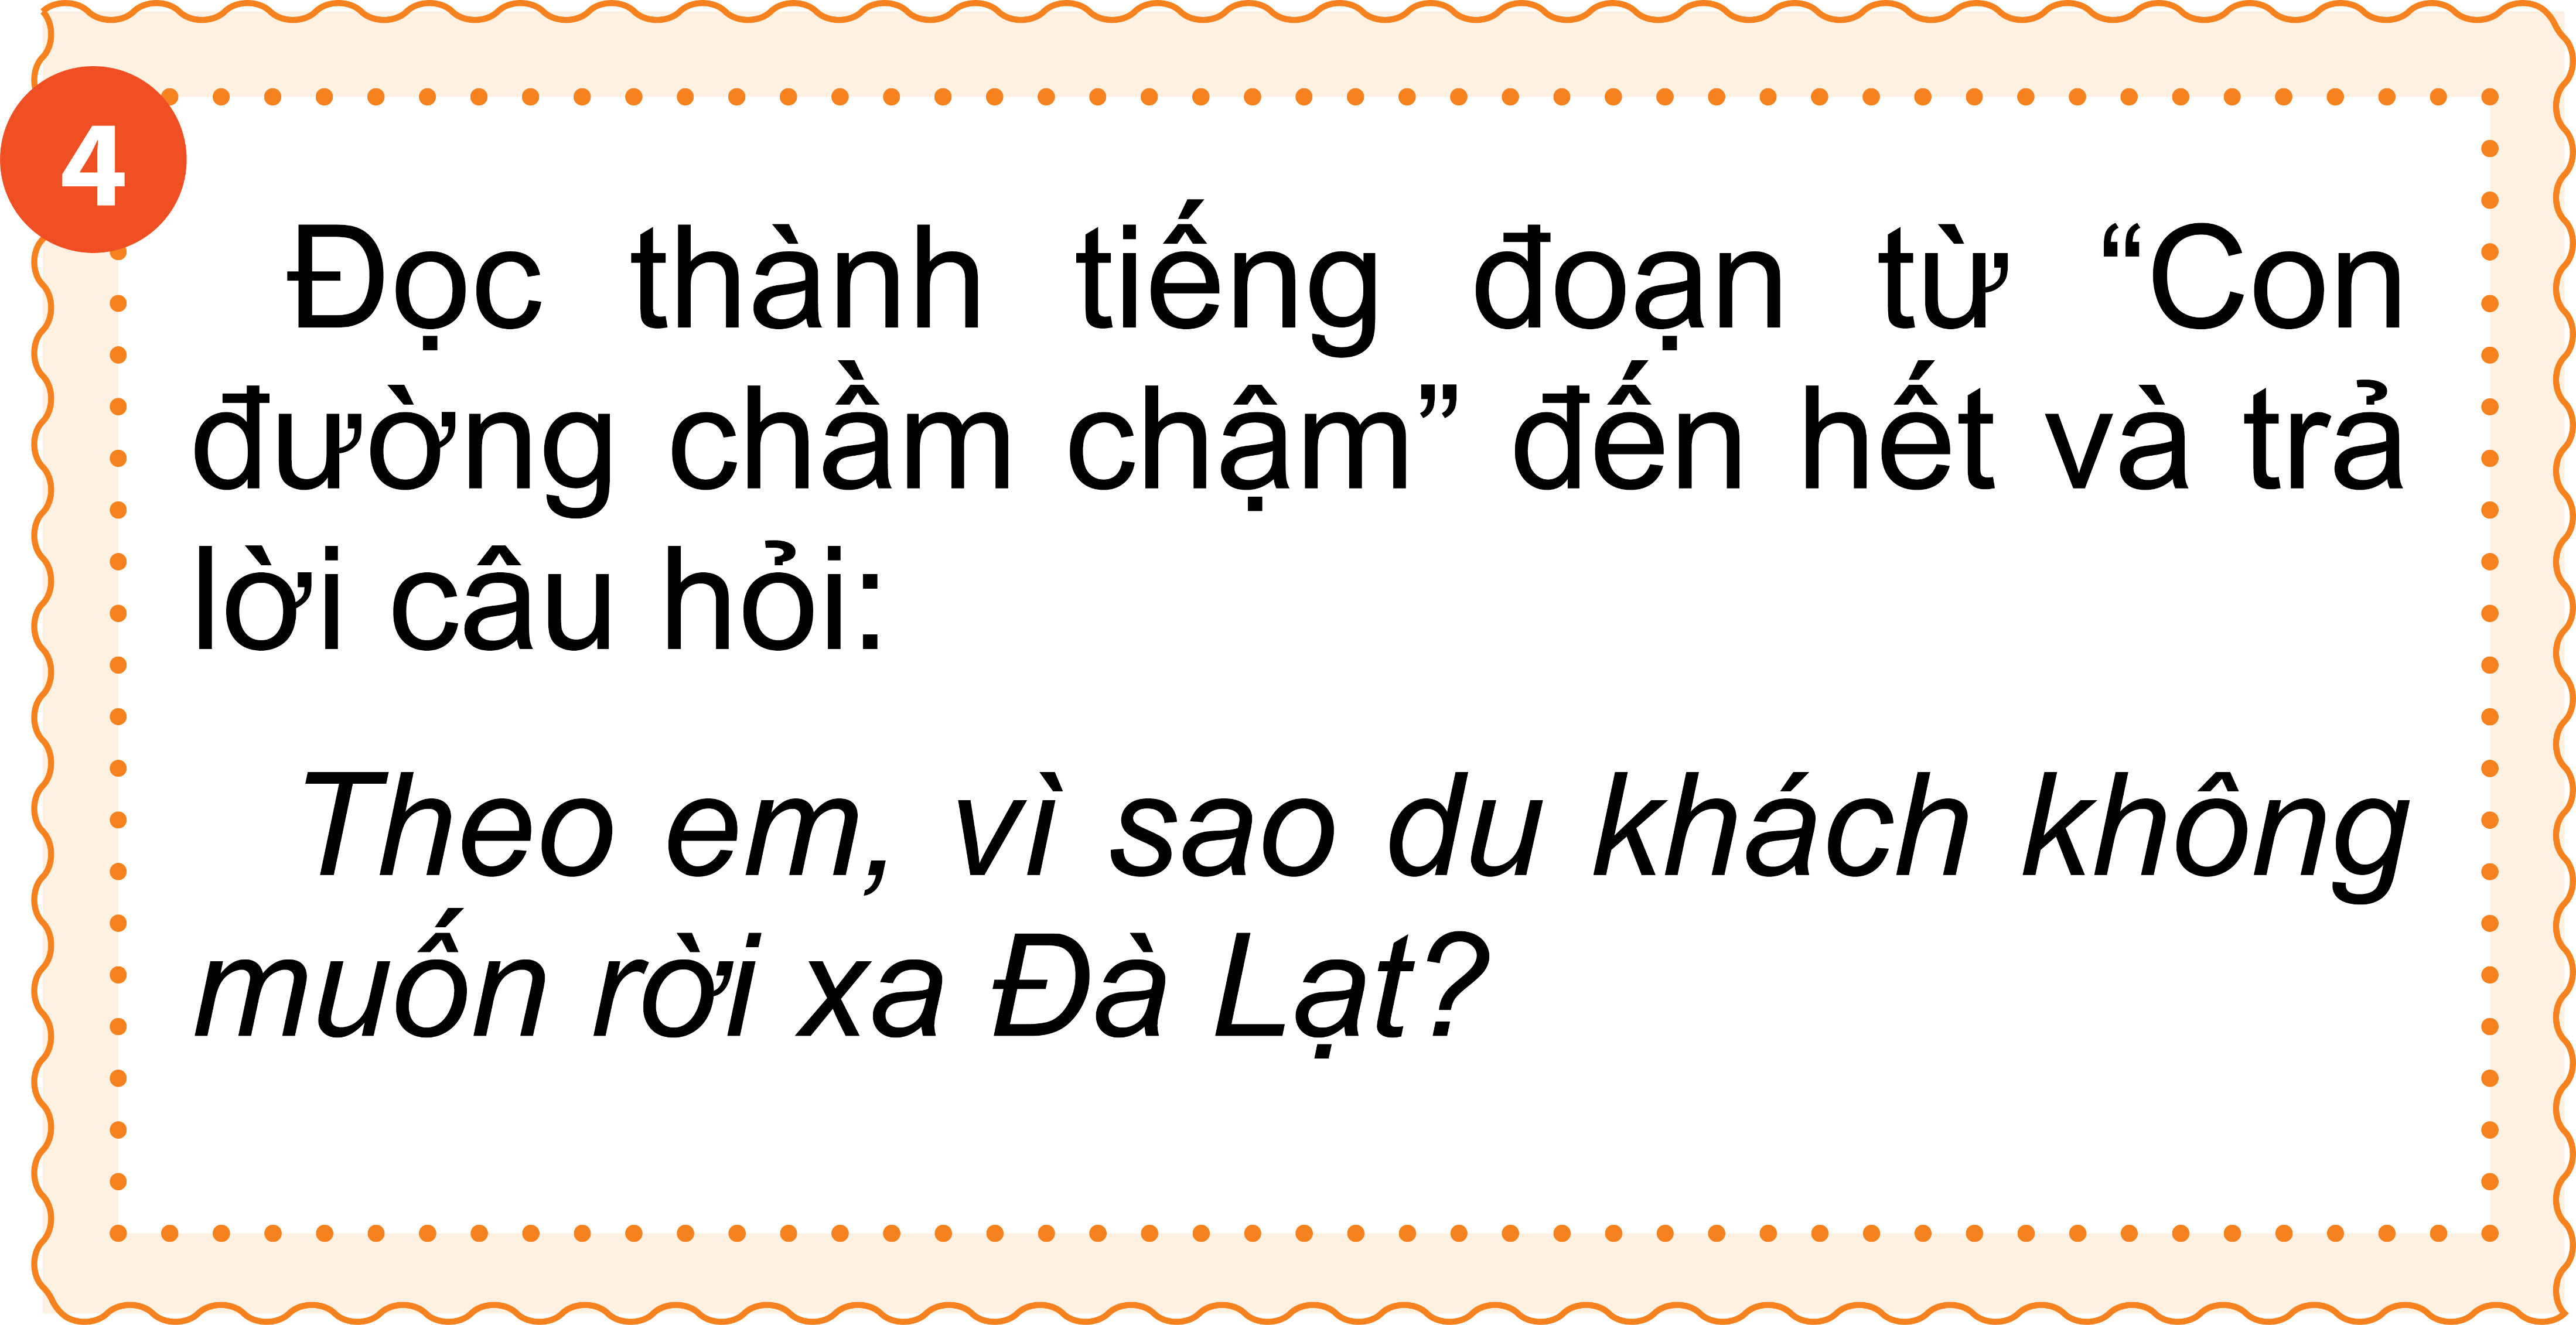 4
Đọc thành tiếng đoạn từ “Con
đường chầm chậm” đến hết và trả
lời câu hỏi:
Theo em, vì sao du khách không
muốn rời xa Đà Lạt?